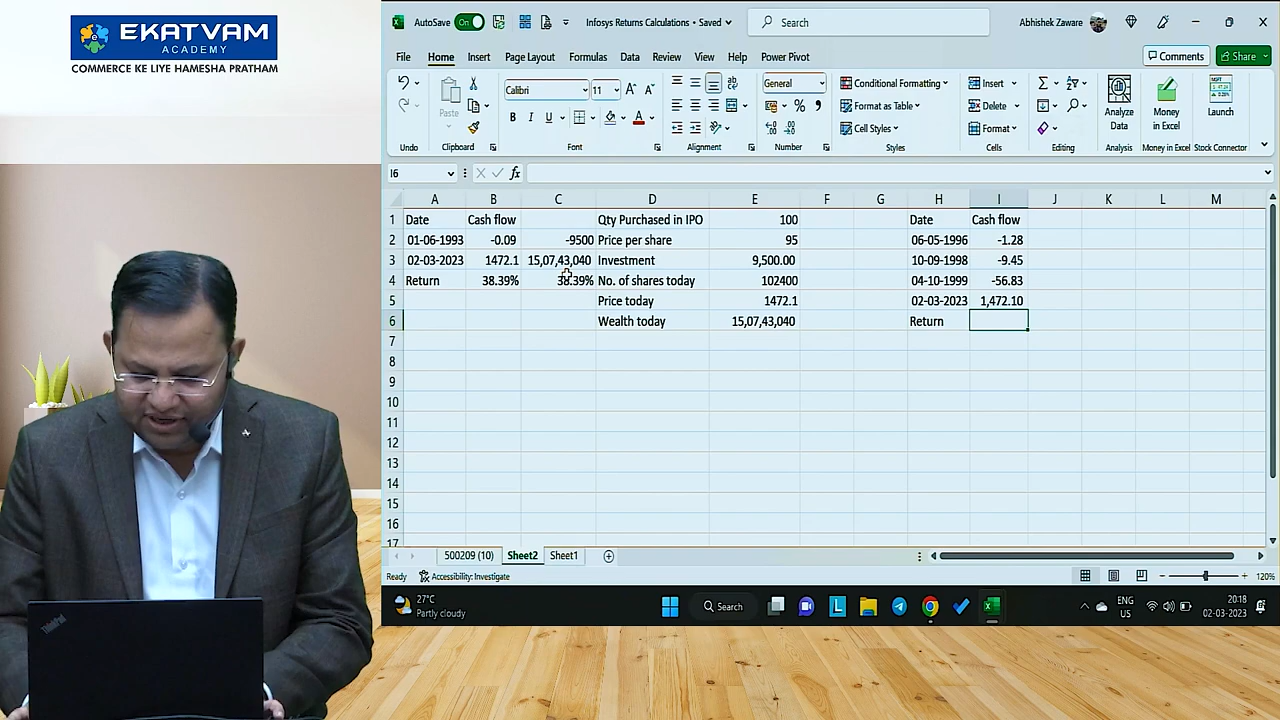 EKATVAM
ACADEMY
COMMERCE KE LIYE HAMESHA PRATHAM
AutoSave On Infosys Returns Calculations • Saved Search Abhishek Zaware
File Home Insert Page Layout Formulas Data Review View Help Power Pivot Comments Share
Calibri 11 General Conditional Formatting Insert
Paste Format as Table Delete Analyze Data Money in Excel Launch
Cell Styles Format
Undo Clipboard Font Alignment Number Styles Cells Editing Analysis Money in Excel Stock Connector
I6 fx
A B C D E F G H I J K L M
1 Date Cash flow Qty Purchased in IPO 100 Date Cash flow
2 01-06-1993 -0.09 -9500 Price per share 95 06-05-1996 -1.28
3 02-03-2023 1472.1 15,07,43,040 Investment 9,500.00 10-09-1998 -9.45
4 Return 38.39% 38.39% No. of shares today 102400 04-10-1999 -56.83
5 Price today 1472.1 02-03-2023 1,472.10
6 Wealth today 15,07,43,040 Return
7
8
9
10
11
12
13
14
15
16
17
500209 (10) Sheet2 Sheet1
Ready Accessibility: Investigate 120%
27°C
Partly cloudy
Search
ENG
US
20:18
02-03-2023
ThinkPad